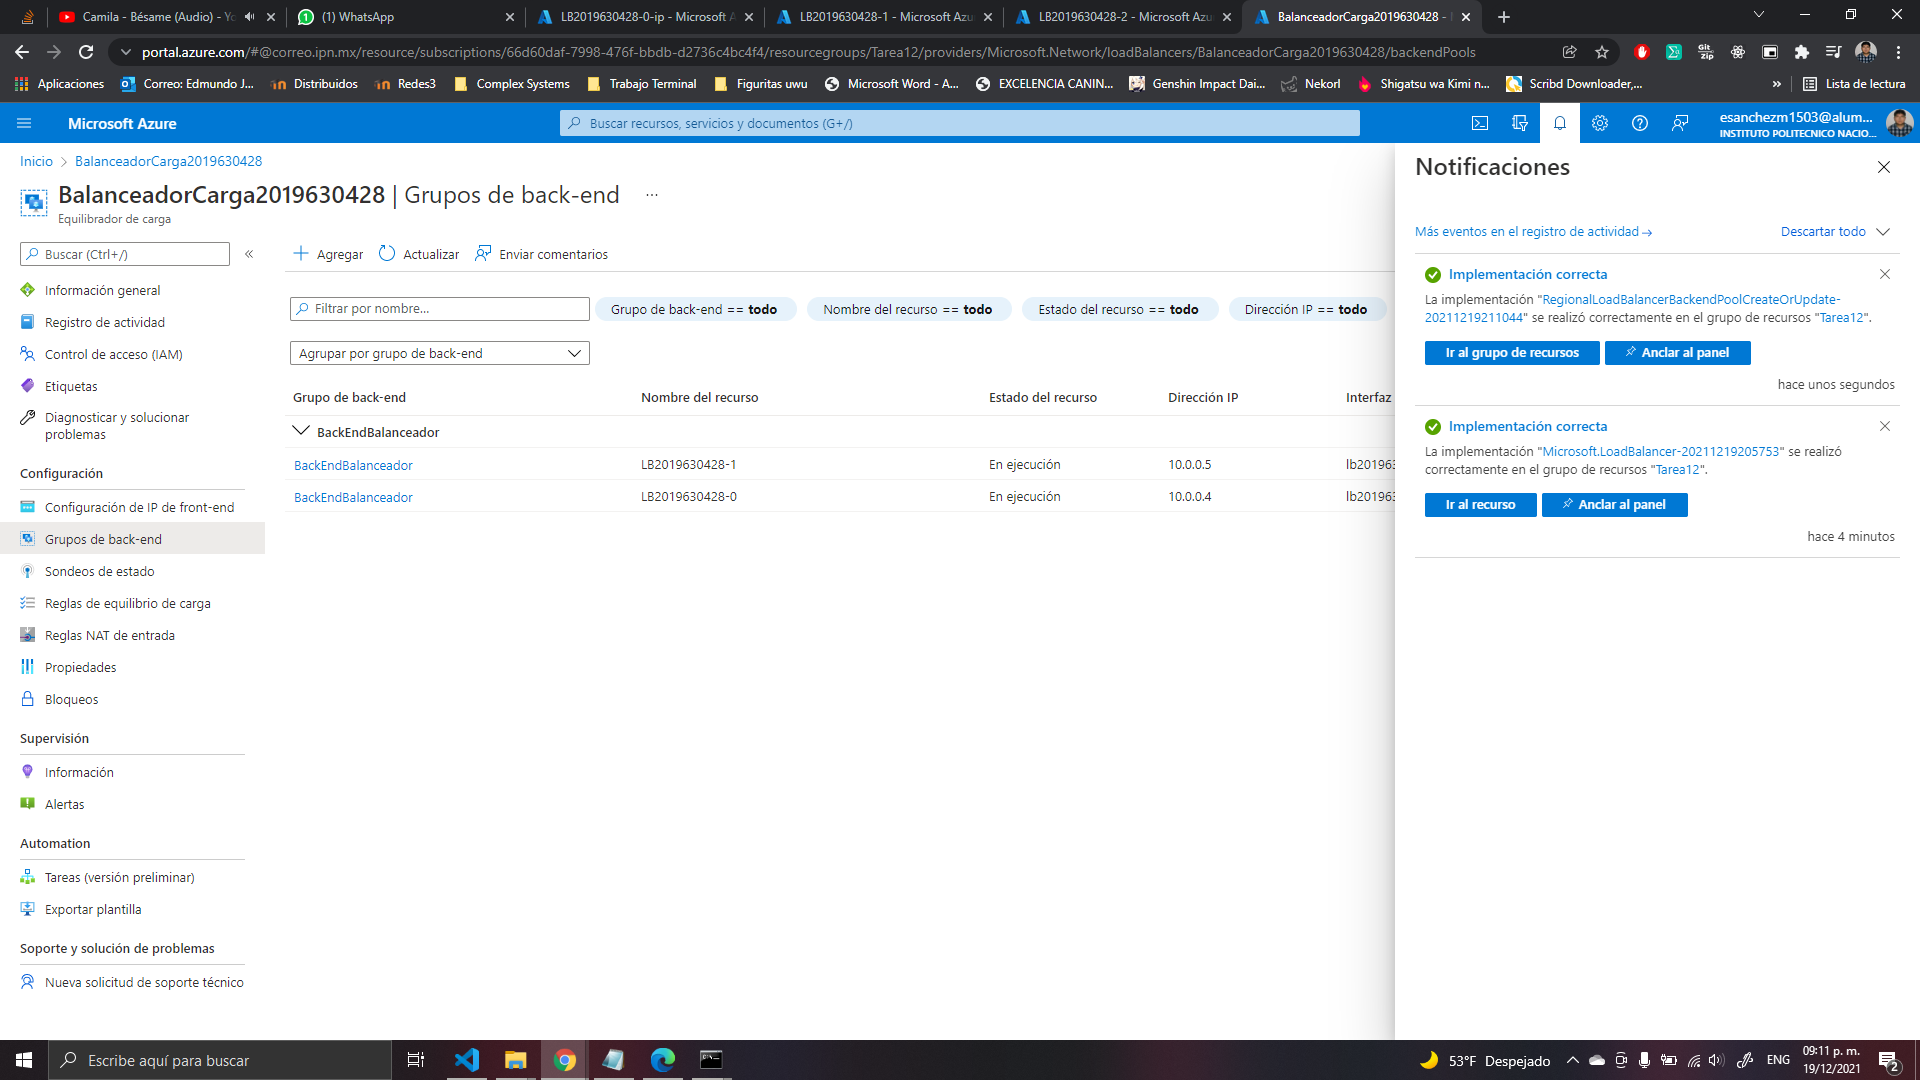 Camila - Bésame (Audio) - Yo
(1) WhatsApp
LB2019630428-0-ip - Microsoft A
LB2019630428-1 - Microsoft Azu
LB2019630428-2 - Microsoft Azu
BalanceadorCarga2019630428 -
portal.azure.com/#@correo.ipn.mx/resource/subscriptions/66d60daf-7998-476f-bbdb-d2736c4bc4f4/resourcegroups/Tarea12/providers/Microsoft.Network/loadBalancers/BalanceadorCarga2019630428/backendPools
Aplicaciones
Correo: Edmundo J...
Distribuidos
Redes3
Complex Systems
Trabajo Terminal
Figuritas uwu
Microsoft Word - A...
EXCELENCIA CANIN...
Genshin Impact Dai...
Nekorl
Shigatsu wa Kimi n...
Scribd Downloader,...
»
Lista de lectura
Microsoft Azure
Buscar recursos, servicios y documentos (G+/)
esanchezm1503@alum...
INSTITUTO POLITECNICO NACIO...
Inicio > BalanceadorCarga2019630428
BalanceadorCarga2019630428 | Grupos de back-end ...
Equilibrador de carga
Buscar (Ctrl+/)
«
Información general
Registro de actividad
Control de acceso (IAM)
Etiquetas
Diagnosticar y solucionar
problemas
Configuración
Configuración de IP de front-end
Grupos de back-end
Sondeos de estado
Reglas de equilibrio de carga
Reglas NAT de entrada
Propiedades
Bloqueos
Supervisión
Información
Alertas
Automation
Tareas (versión preliminar)
Exportar plantilla
Soporte y solución de problemas
Nueva solicitud de soporte técnico
Agregar
Actualizar
Enviar comentarios
Filtrar por nombre...
Grupo de back-end == todo
Nombre del recurso == todo
Estado del recurso == todo
Dirección IP == todo
Agrupar por grupo de back-end
Grupo de back-end Nombre del recurso Estado del recurso Dirección IP Interfaz
BackEndBalanceador
BackEndBalanceador LB2019630428-1 En ejecución 10.0.0.5 lb20196
BackEndBalanceador LB2019630428-0 En ejecución 10.0.0.4 lb20196
Notificaciones
Más eventos en el registro de actividad →
Descartar todo
Implementación correcta
La implementación "RegionalLoadBalancerBackendPoolCreateOrUpdate-
20211219211044" se realizó correctamente en el grupo de recursos "Tarea12".
Ir al grupo de recursos
Anclar al panel
hace unos segundos
Implementación correcta
La implementación "Microsoft.LoadBalancer-20211219205753" se realizó
correctamente en el grupo de recursos "Tarea12".
Ir al recurso
Anclar al panel
hace 4 minutos
Escribe aquí para buscar
53°F Despejado
ENG
09:11 p. m.
19/12/2021
2